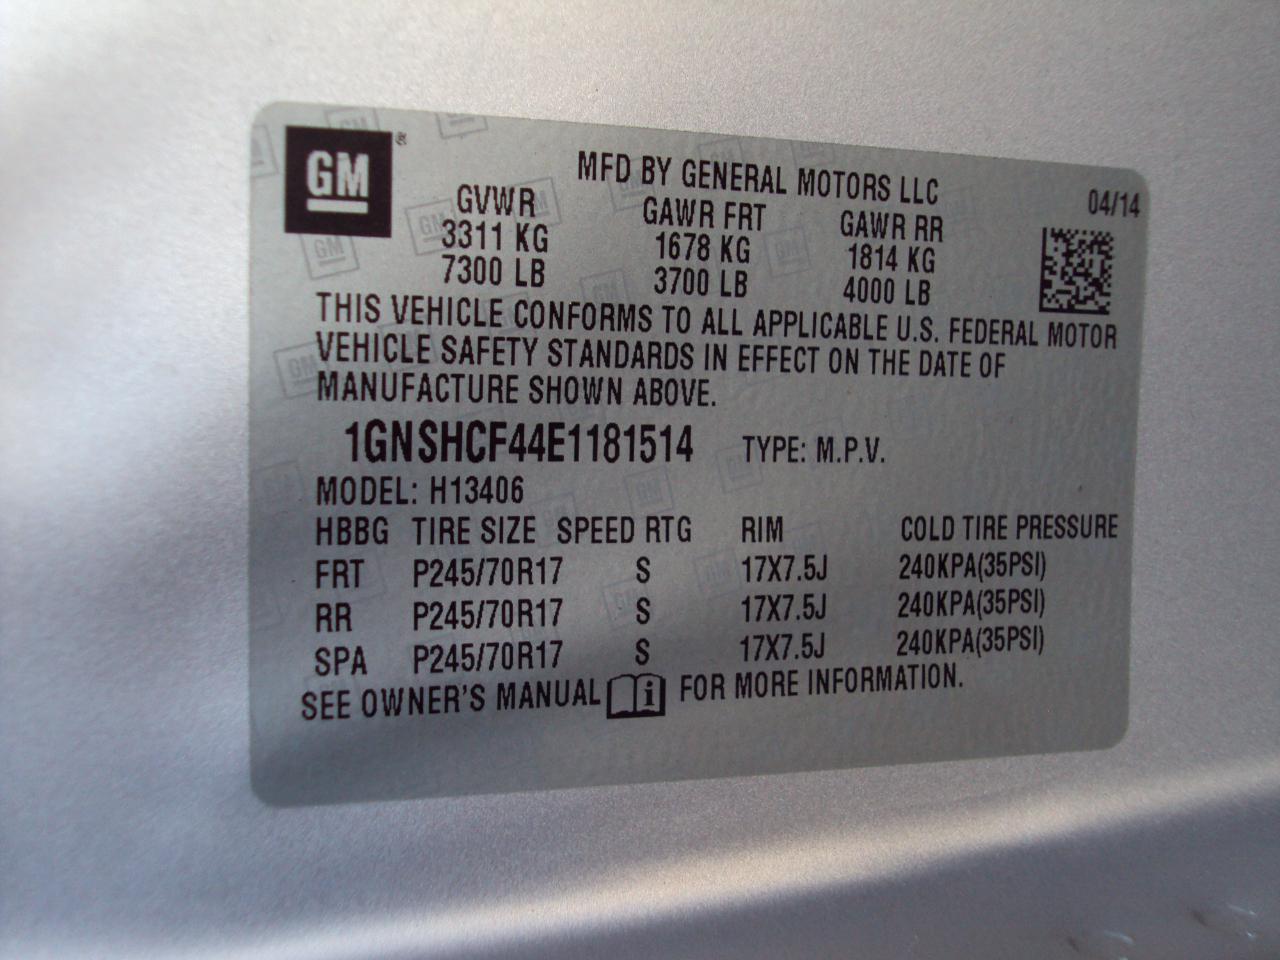 GM
MFD BY GENERAL MOTORS LLC
04/14
GVWR GAWR FRT GAWR RR
3311 KG 1678 KG 1814 KG
7300 LB 3700 LB 4000 LB
THIS VEHICLE CONFORMS TO ALL APPLICABLE U.S. FEDERAL MOTOR
VEHICLE SAFETY STANDARDS IN EFFECT ON THE DATE OF
MANUFACTURE SHOWN ABOVE.
1GNSHCF44E1181514 TYPE: M.P.V.
MODEL: H13406
HBBG TIRE SIZE SPEED RTG RIM COLD TIRE PRESSURE
FRT P245/70R17 S 17X7.5J 240KPA(35PSI)
RR P245/70R17 S 17X7.5J 240KPA(35PSI)
SPA P245/70R17 S 17X7.5J 240KPA(35PSI)
SEE OWNER'S MANUAL i FOR MORE INFORMATION.